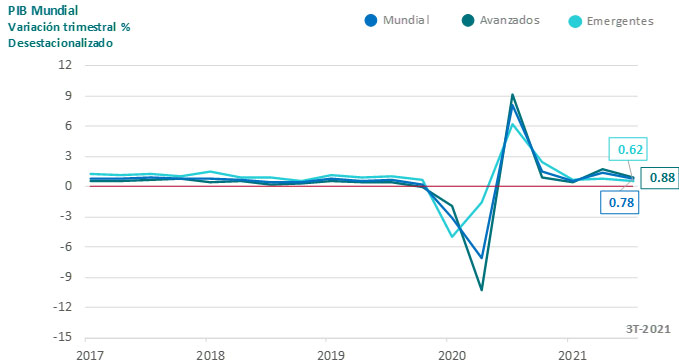 PIB Mundial
Variación trimestral %
Desestacionalizado
Mundial Avanzados Emergentes
12
9
6
3
0
-3
-6
-9
-12
-15
0.62
0.88
0.78
3T-2021
2017 2018 2019 2020 2021